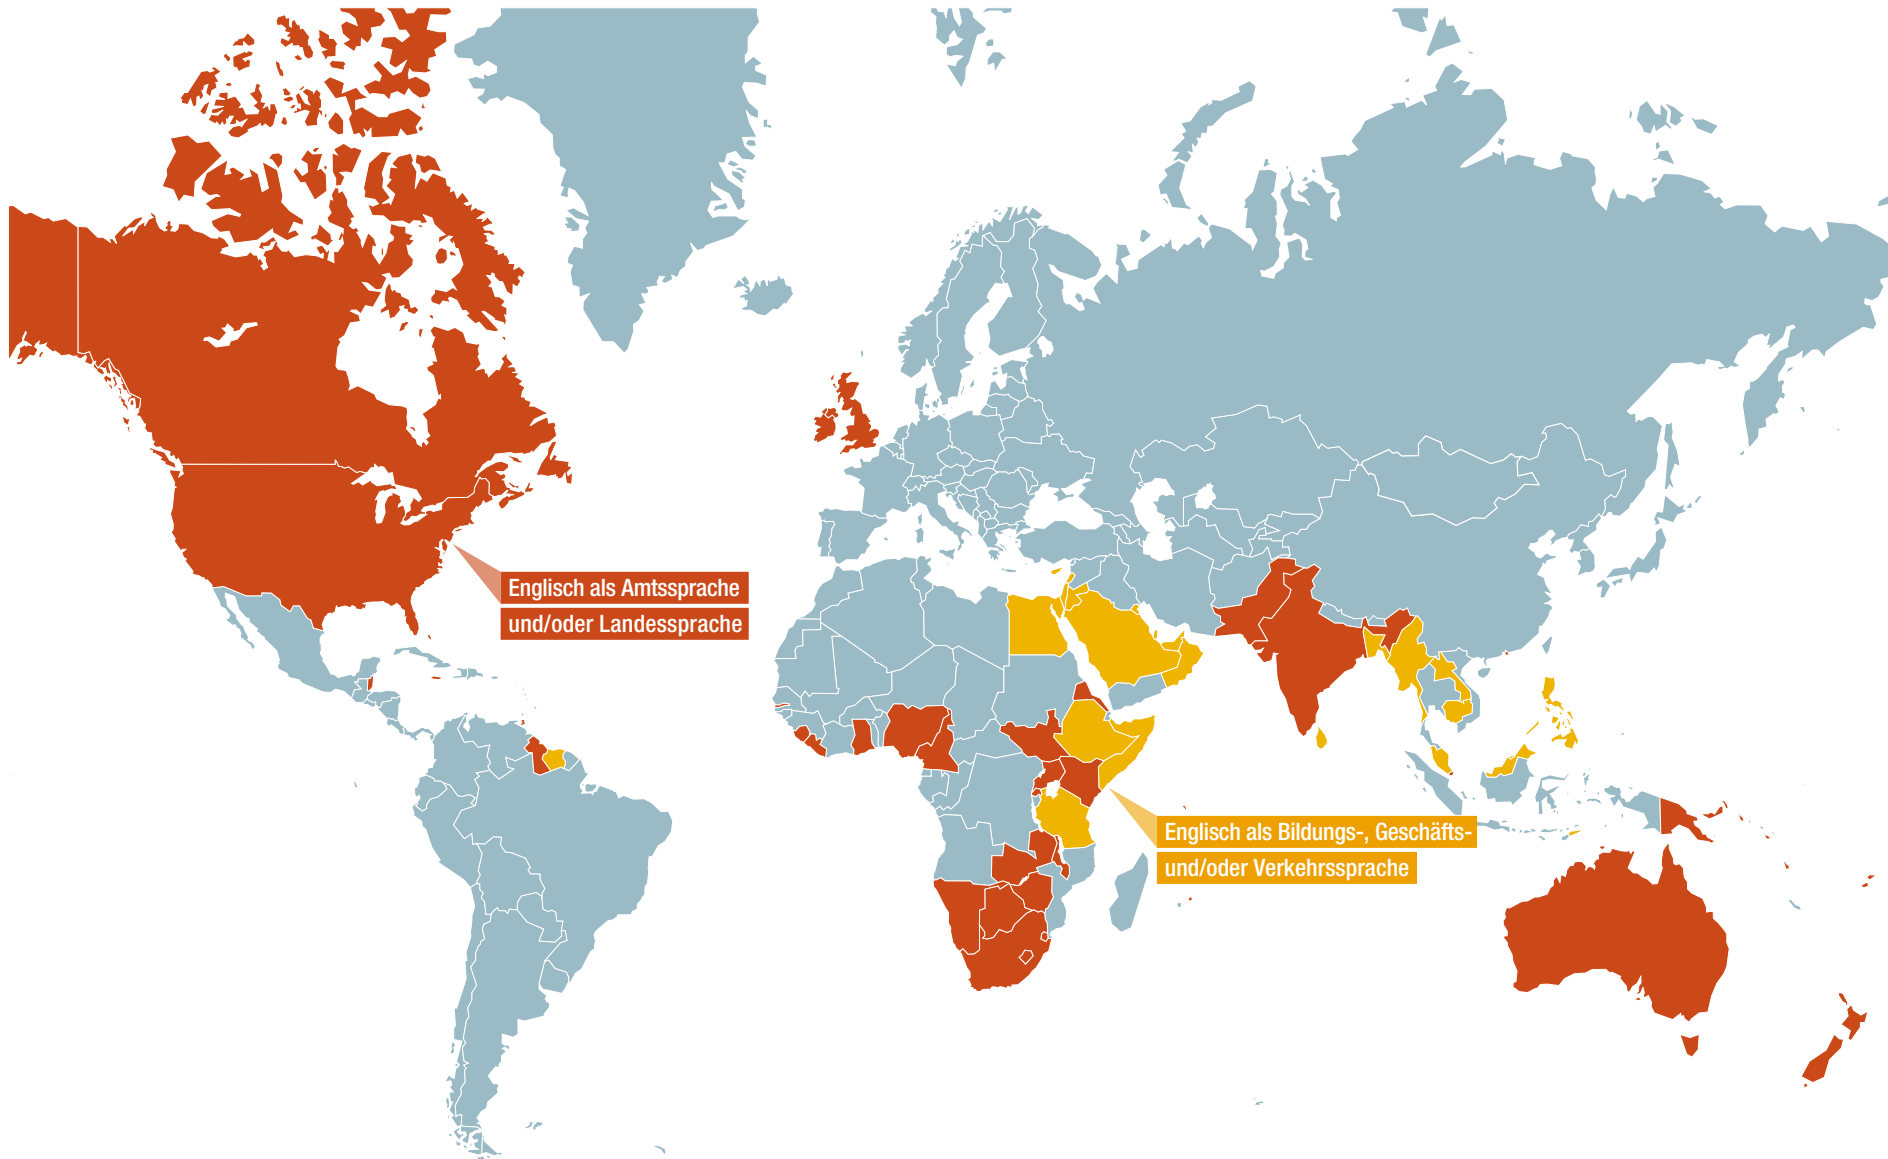 Englisch als Amtssprache
und/oder Landessprache
Englisch als Bildungs-, Geschäfts-
und/oder Verkehrssprache